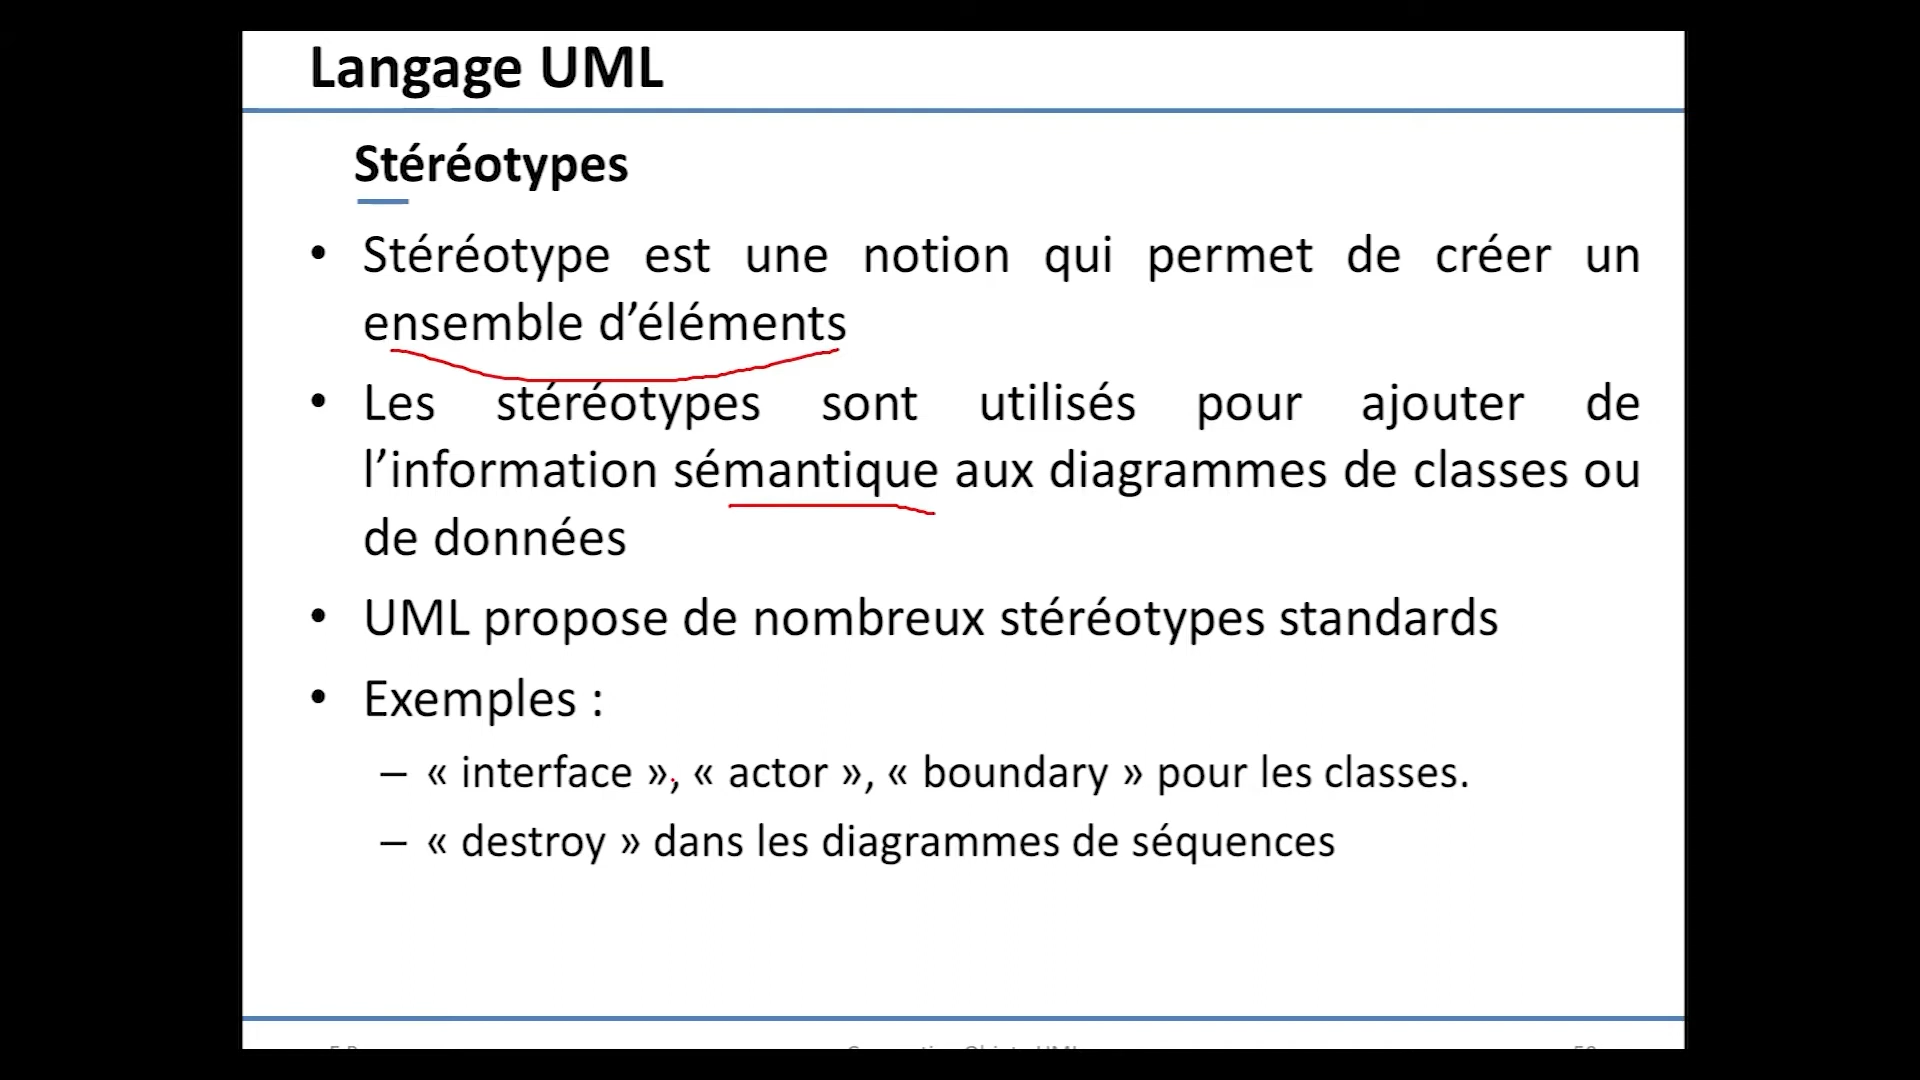 Langage UML
Stéréotypes
• Stéréotype est une notion qui permet de créer un
ensemble d’éléments
• Les stéréotypes sont utilisés pour ajouter de
l’information sémantique aux diagrammes de classes ou
de données
• UML propose de nombreux stéréotypes standards
• Exemples :
– « interface », « actor », « boundary » pour les classes.
– « destroy » dans les diagrammes de séquences